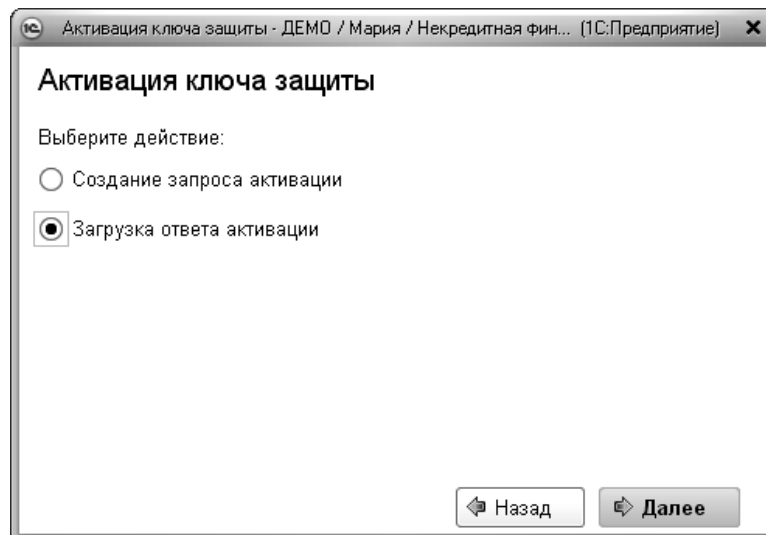 1С Активация ключа защиты - ДЕМО / Мария / Некредитная фин... (1С:Предприятие)
Активация ключа защиты
Выберите действие:
Создание запроса активации
Загрузка ответа активации
Назад Далее